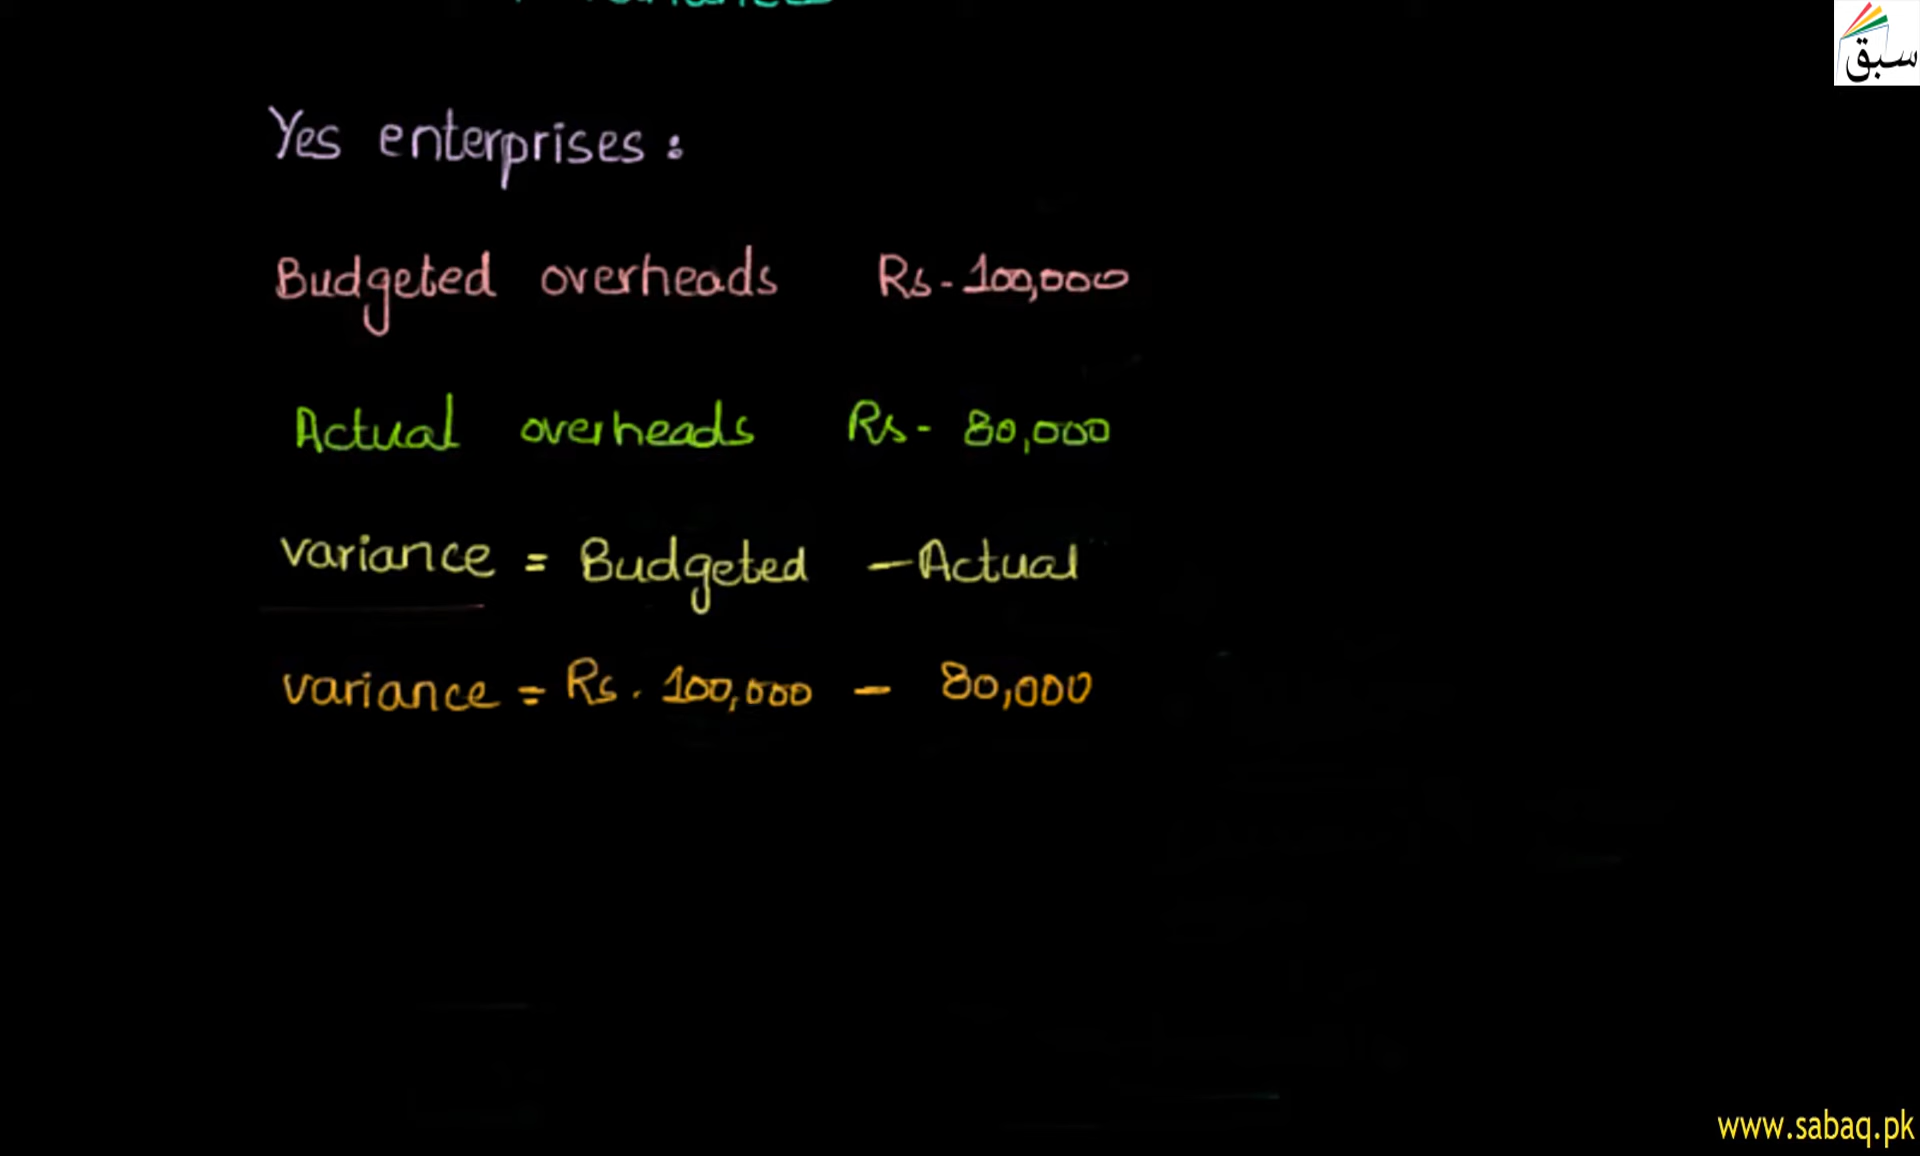 سبق
Yes enterprises:
Budgeted overheads Rs-100,000
Actual overheads Rs- 80,000
variance = Budgeted - Actual
variance = Rs. 100,000 - 80,000
www.sabaq.pk